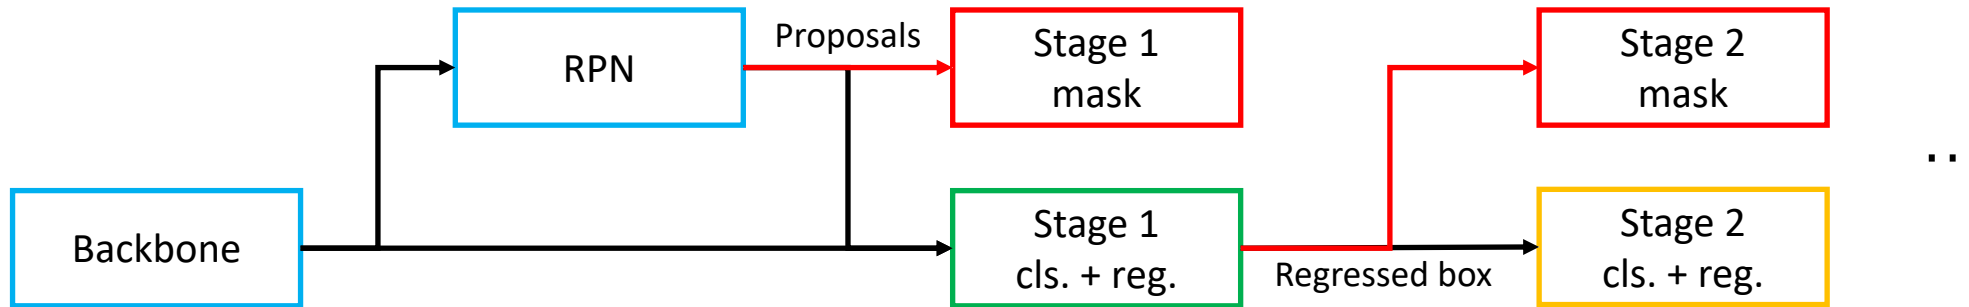 RPN
Proposals
Stage 1
mask
Stage 2
mask
..
Backbone
Stage 1
cls. + reg.
Regressed box
Stage 2
cls. + reg.